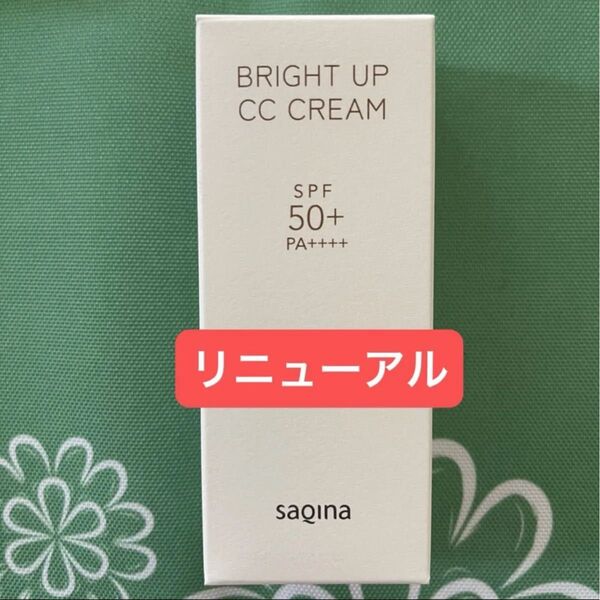 BRIGHT UP
CC CREAM
SPF
50+
PA++++
リニューアル
saqina